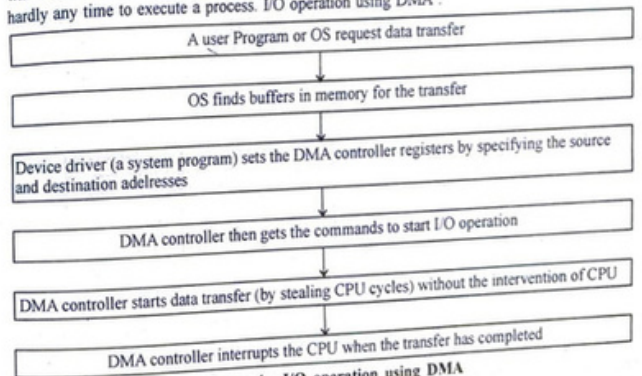 hardly any time to execute a process. I/O operation using DMA :
A user Program or OS request data transfer
OS finds buffers in memory for the transfer
Device driver (a system program) sets the DMA controller registers by specifying the source
and destination adelresses
DMA controller then gets the commands to start I/O operation
DMA controller starts data transfer (by stealing CPU cycles) without the intervention of CPU
DMA controller interrupts the CPU when the transfer has completed
I/O operation using DMA